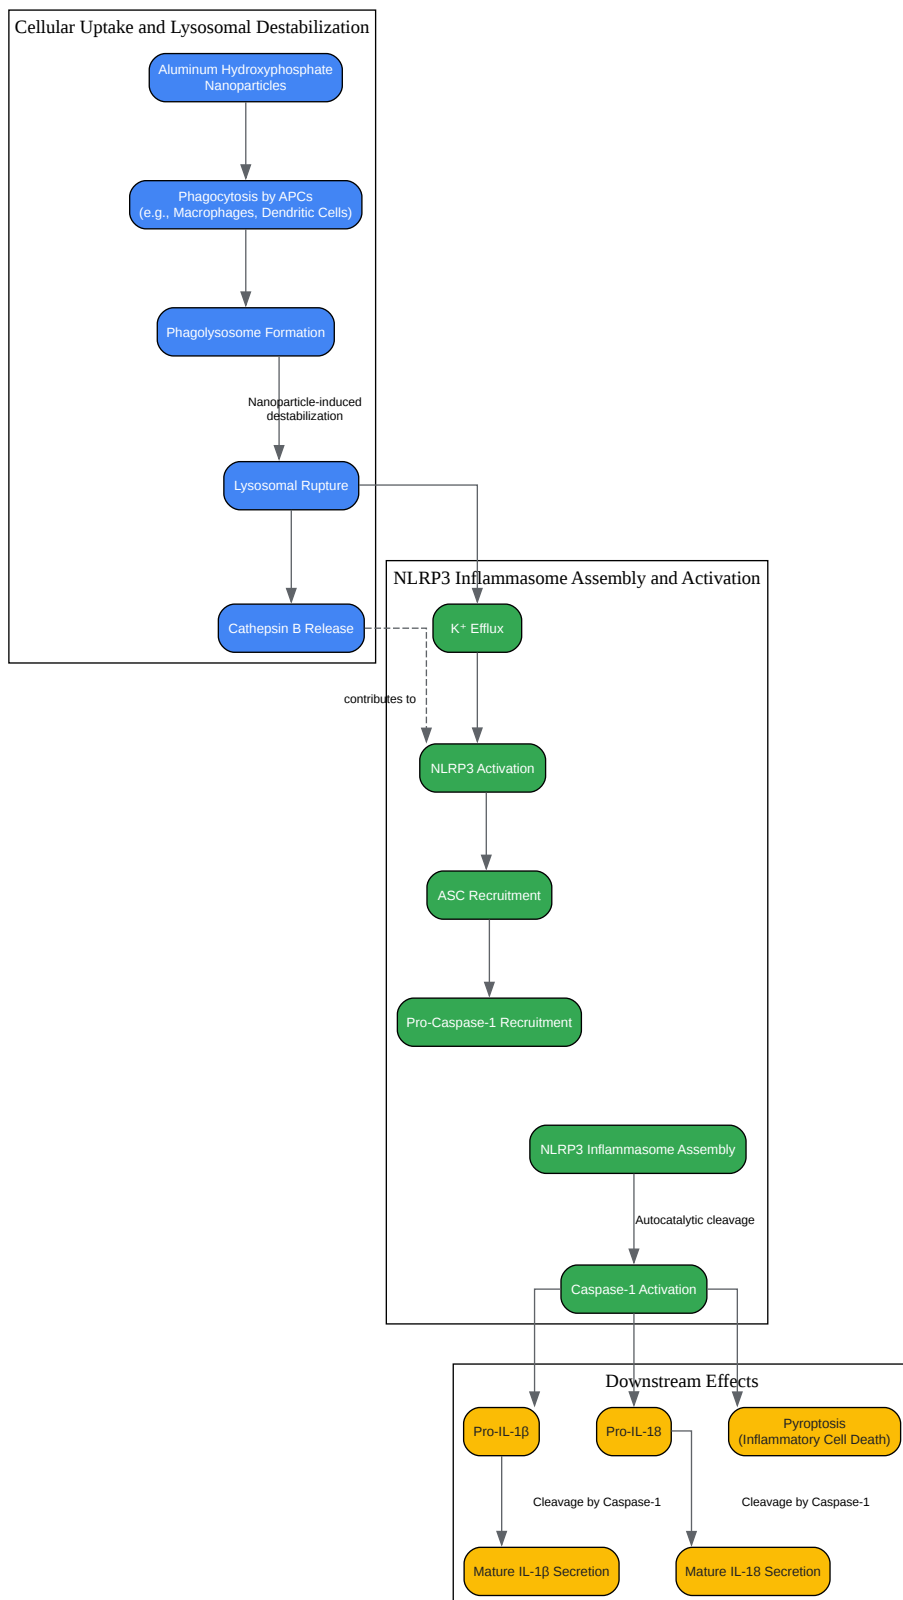 Cellular Uptake and Lysosomal Destabilization
Aluminum Hydroxyphosphate
Nanoparticles
Phagocytosis by APCs
(e.g., Macrophages, Dendritic Cells)
Phagolysosome Formation
Nanoparticle-induced
destabilization
Lysosomal Rupture
Cathepsin B Release
NLRP3 Inflammasome Assembly and Activation
K⁺ Efflux
contributes to
NLRP3 Activation
ASC Recruitment
Pro-Caspase-1 Recruitment
NLRP3 Inflammasome Assembly
Autocatalytic cleavage
Caspase-1 Activation
Downstream Effects
Pro-IL-1β
Pro-IL-18
Pyroptosis
(Inflammatory Cell Death)
Cleavage by Caspase-1
Cleavage by Caspase-1
Mature IL-1β Secretion
Mature IL-18 Secretion